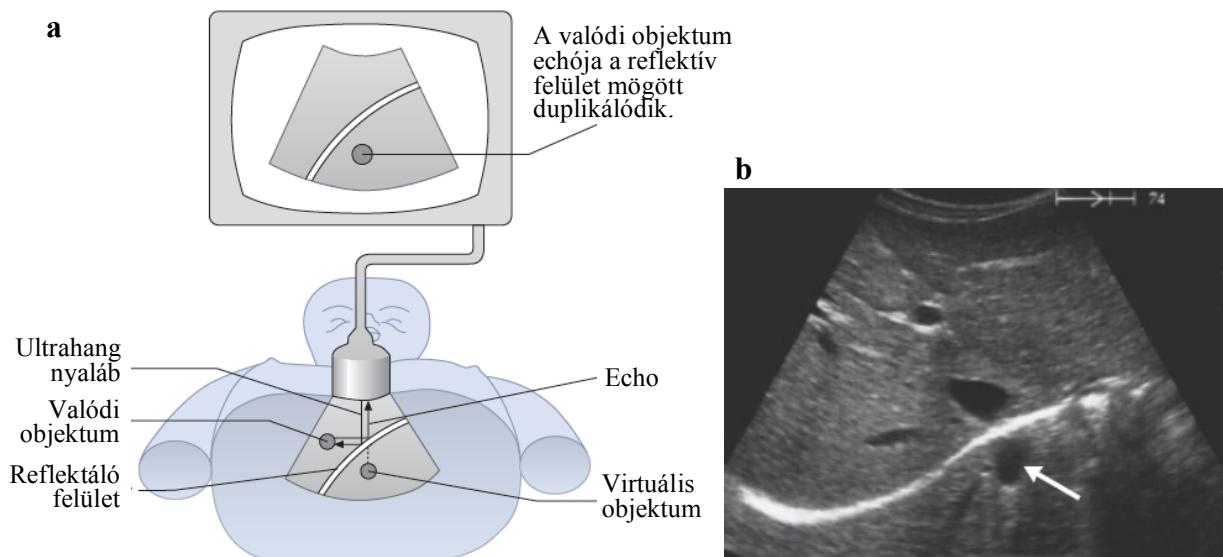 a
A valódi objektum
echója a reflektív
felület mögött
duplikálódik.
b
74
Ultrahang
nyaláb
Valódi
objektum
Reflektáló
felület
Echo
Virtuális
objektum